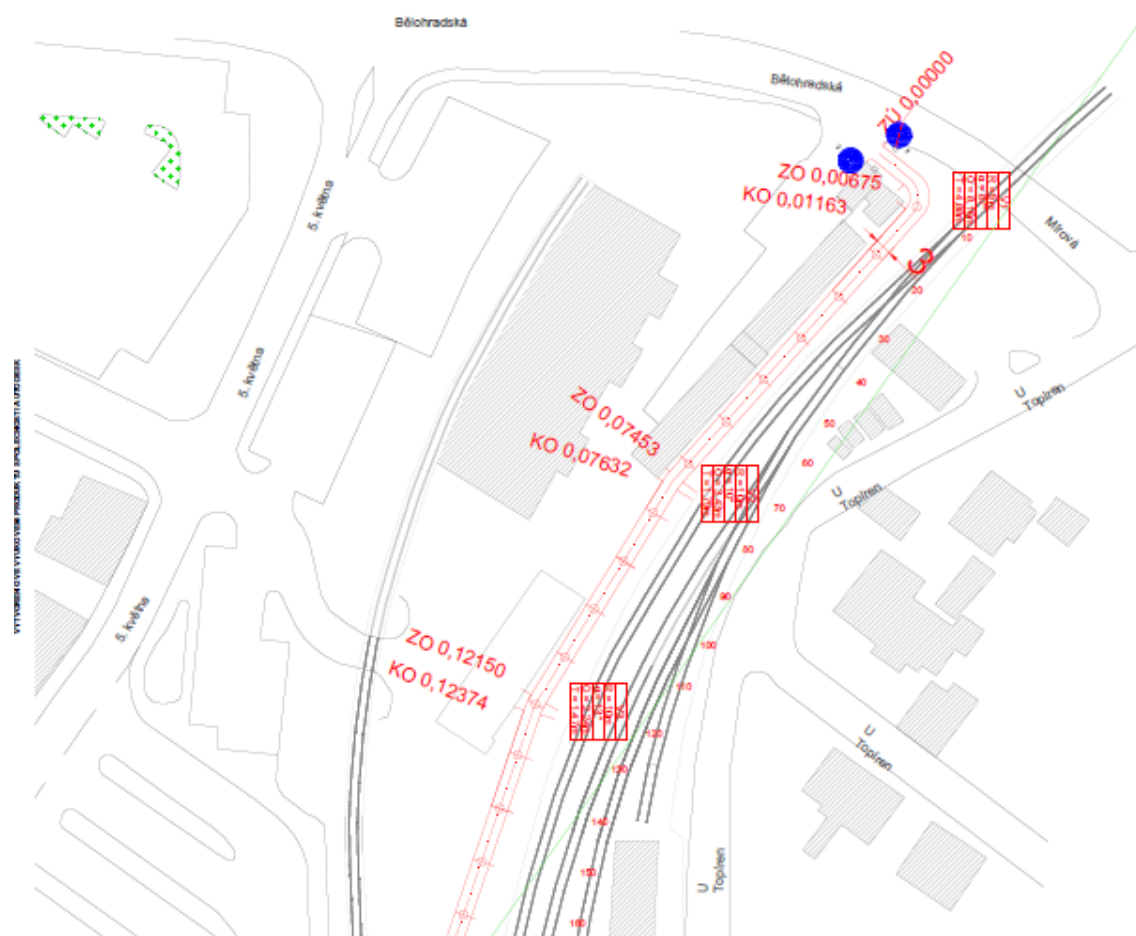 Bělohradská
Bělohradská
ZÚ 0,00000
5. května
ZO 0,00675
KO 0,01163
Mírová
3
10
20
30
40
50
60
70
80
90
100
110
120
130
140
150
160
5. května
U
Topíren
ZO 0,07453
KO 0,07632
U
Topíren
5. května
ZO 0,12150
KO 0,12374
U
Topíren
U
Topíren